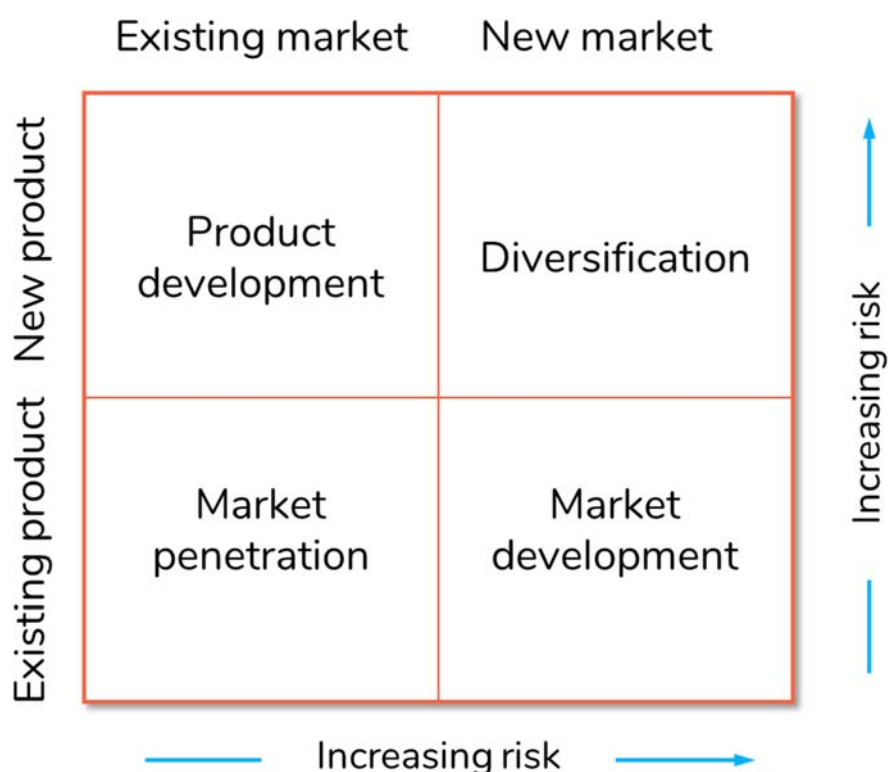 Existing market
New market
New product
Product
development
Diversification
Increasing risk
Existing product
Market
penetration
Market
development
Increasing risk